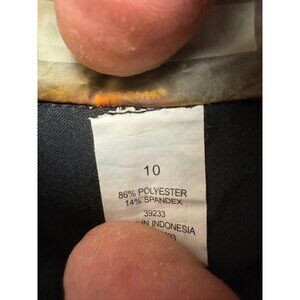 10
86% POLYESTER
14% SPANDEX
39233
IN INDONESIA